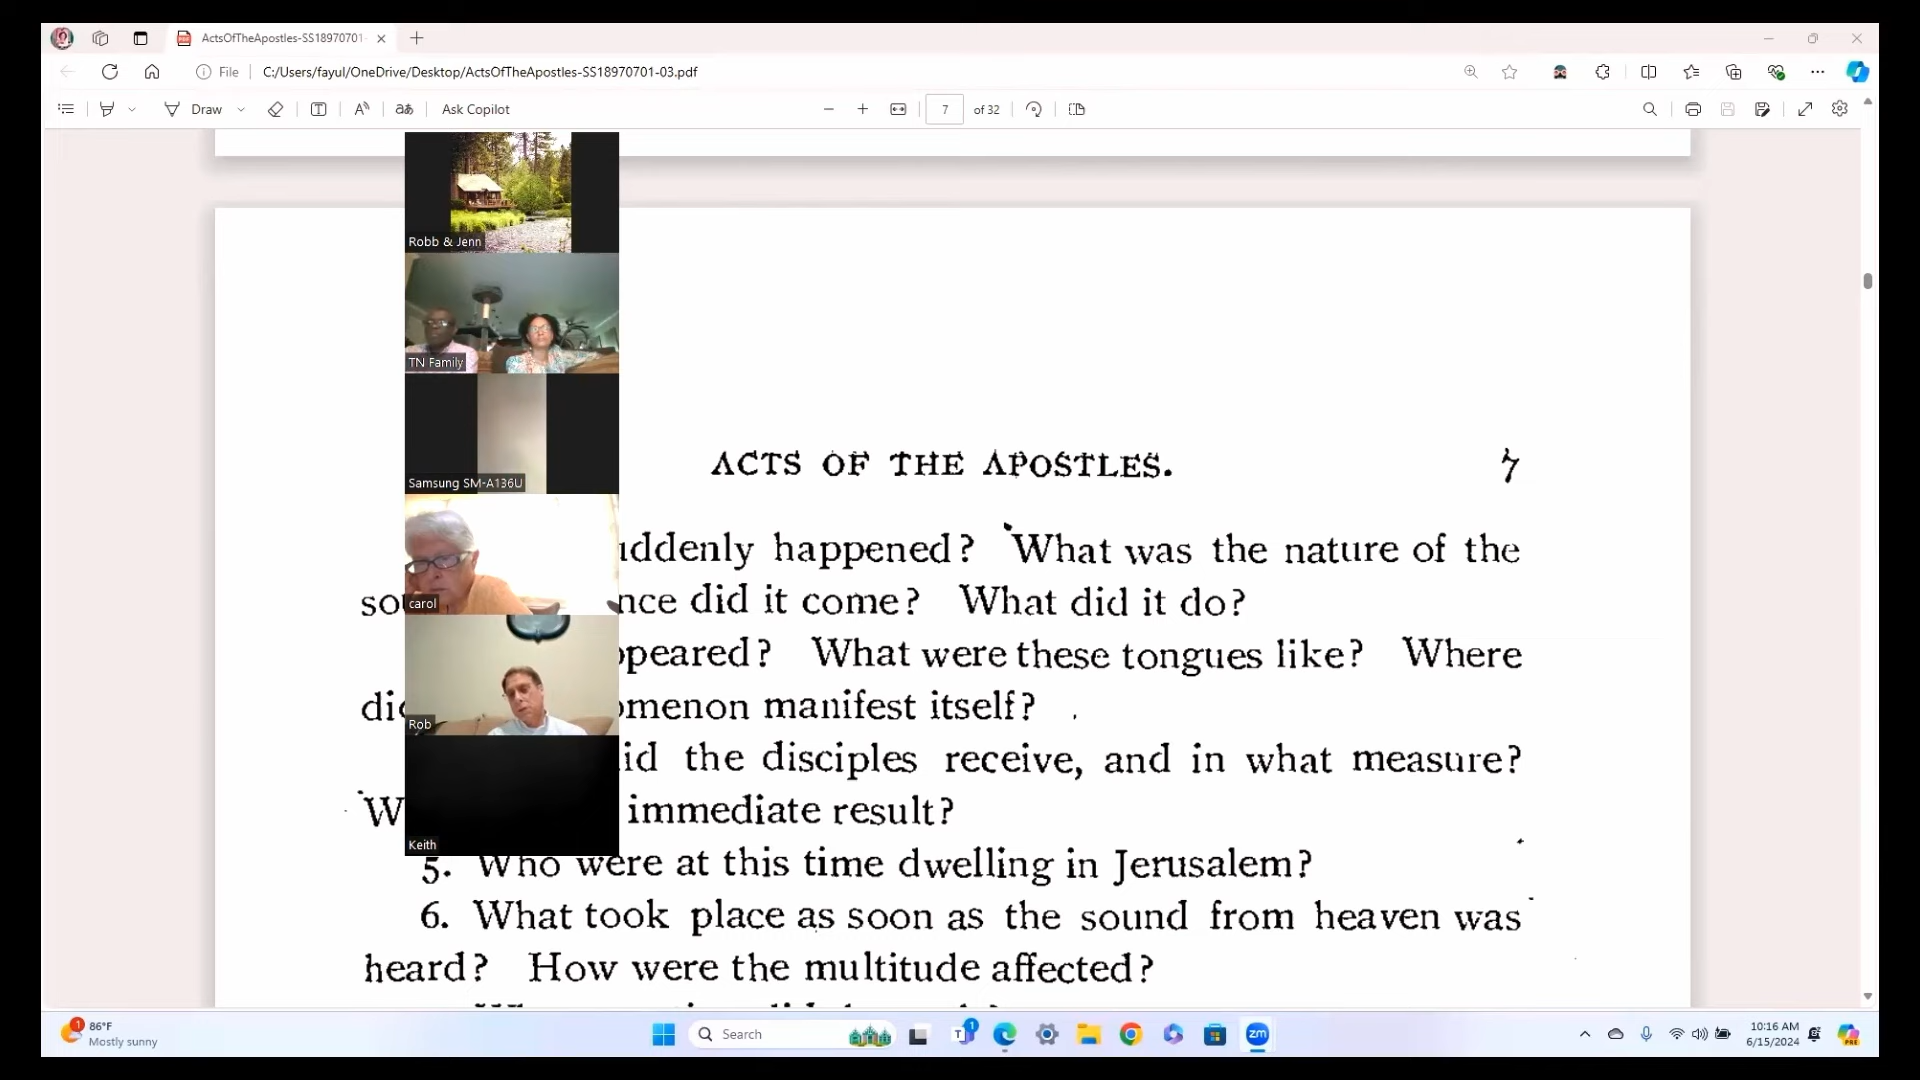 ActsOfTheApostles-SS18970701-
File
C:/Users/fayul/OneDrive/Desktop/ActsOfTheApostles-SS18970701-03.pdf
Draw
Ask Copilot
7
of 32
Robb & Jenn
TN Family
Samsung SM-A136U
carol
Rob
Keith
ACTS OF THE APOSTLES. 7
happened? What was the nature of the
did it come? What did it do?
What were these tongues like? Where
manifest itself?
the disciples receive, and in what measure?
immediate result?
5. Who were at this time dwelling in Jerusalem?
6. What took place as soon as the sound from heaven was
heard? How were the multitude affected?
1
86°F
Mostly sunny
Search
T
1
zm
10:16 AM
6/15/2024
PRE